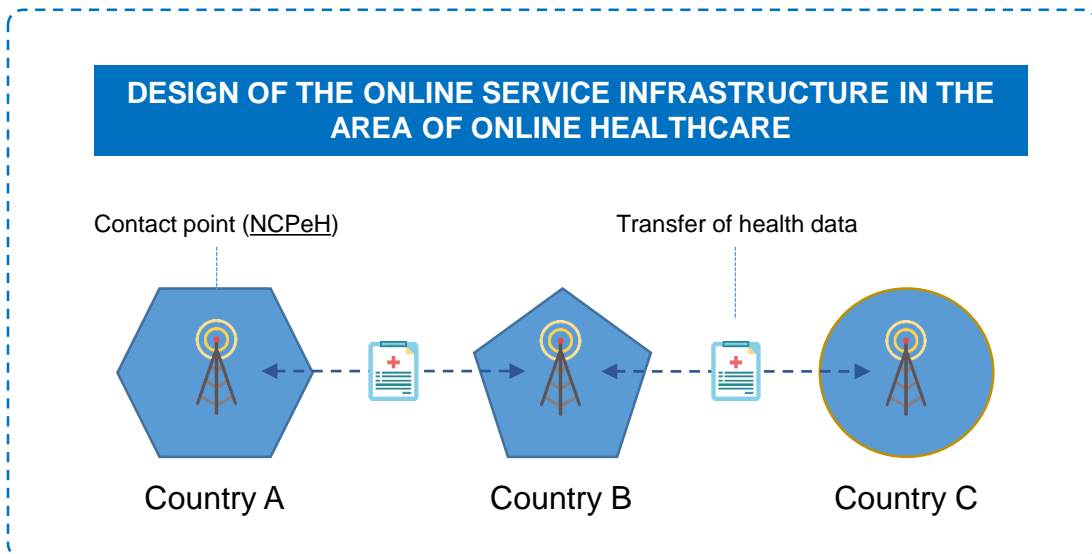 DESIGN OF THE ONLINE SERVICE INFRASTRUCTURE IN THE
AREA OF ONLINE HEALTHCARE
Contact point (NCPeH)
Transfer of health data
Country A
Country B
Country C